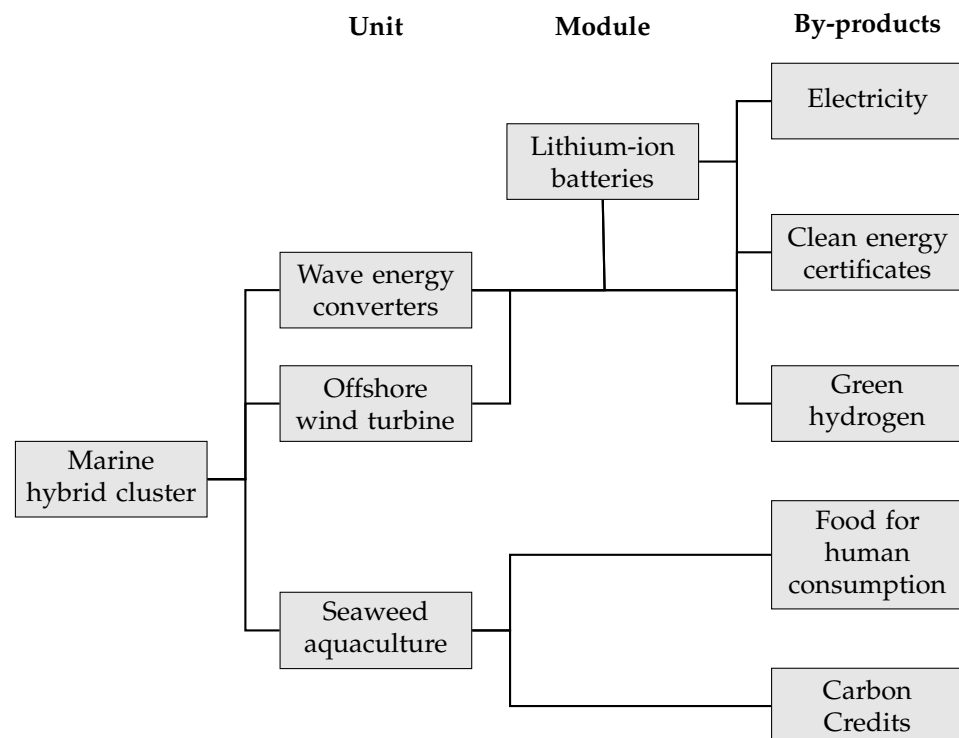 Unit
Module
By-products
Electricity
Lithium-ion
batteries
Clean energy
certificates
Wave energy
converters
Offshore
wind turbine
Green
hydrogen
Marine
hybrid cluster
Food for
human
consumption
Seaweed
aquaculture
Carbon
Credits